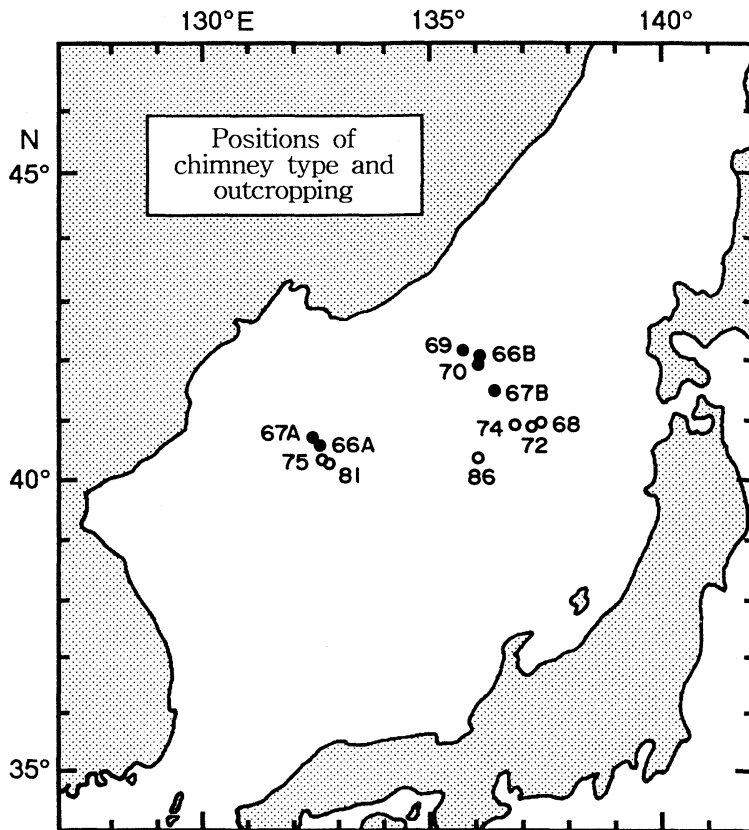 130°E 135° 140°
N
Positions of
chimney type and
outcropping
45°
69 66B
70
67B
74 68
72
67A 66A
75 81
86
40°
35°